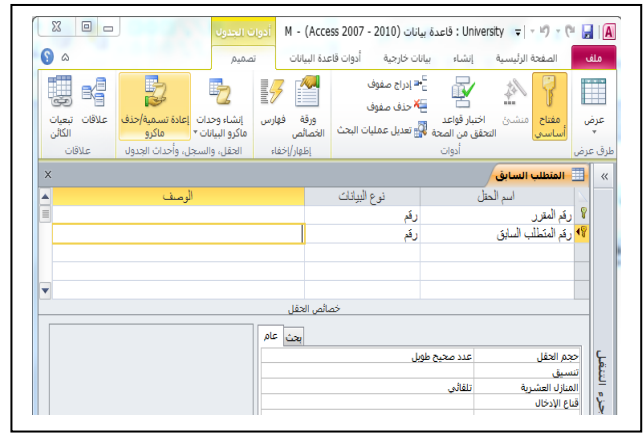 University : قاعدة بيانات (Access 2007 - 2010) - M
أدوات الجدول
ملف
الصفحة الرئيسية
إنشاء
بيانات خارجية
أدوات قاعدة البيانات
تصميم
عرض
طرق عرض
مفتاح أساسي
منشئ
اختبار قواعد التحقق من الصحة
إدراج صفوف
حذف صفوف
تعديل عمليات البحث
أدوات
ورقة الخصائص
فهارس
إظهار/إخفاء
إنشاء وحدات ماكرو البيانات
إعادة تسمية/حذف ماكرو
الحقل، والسجل، وأحداث الجدول
علاقات
تبعيات الكائن
علاقات
المتطلب السابق
اسم الحقل
نوع البيانات
الوصف
رقم المقرر
رقم
رقم المتطلب السابق
رقم
خصائص الحقل
عام
بحث
حجم الحقل
عدد صحيح طويل
تنسيق
المنازل العشرية
تلقائي
قناع الإدخال
جزء التنقل